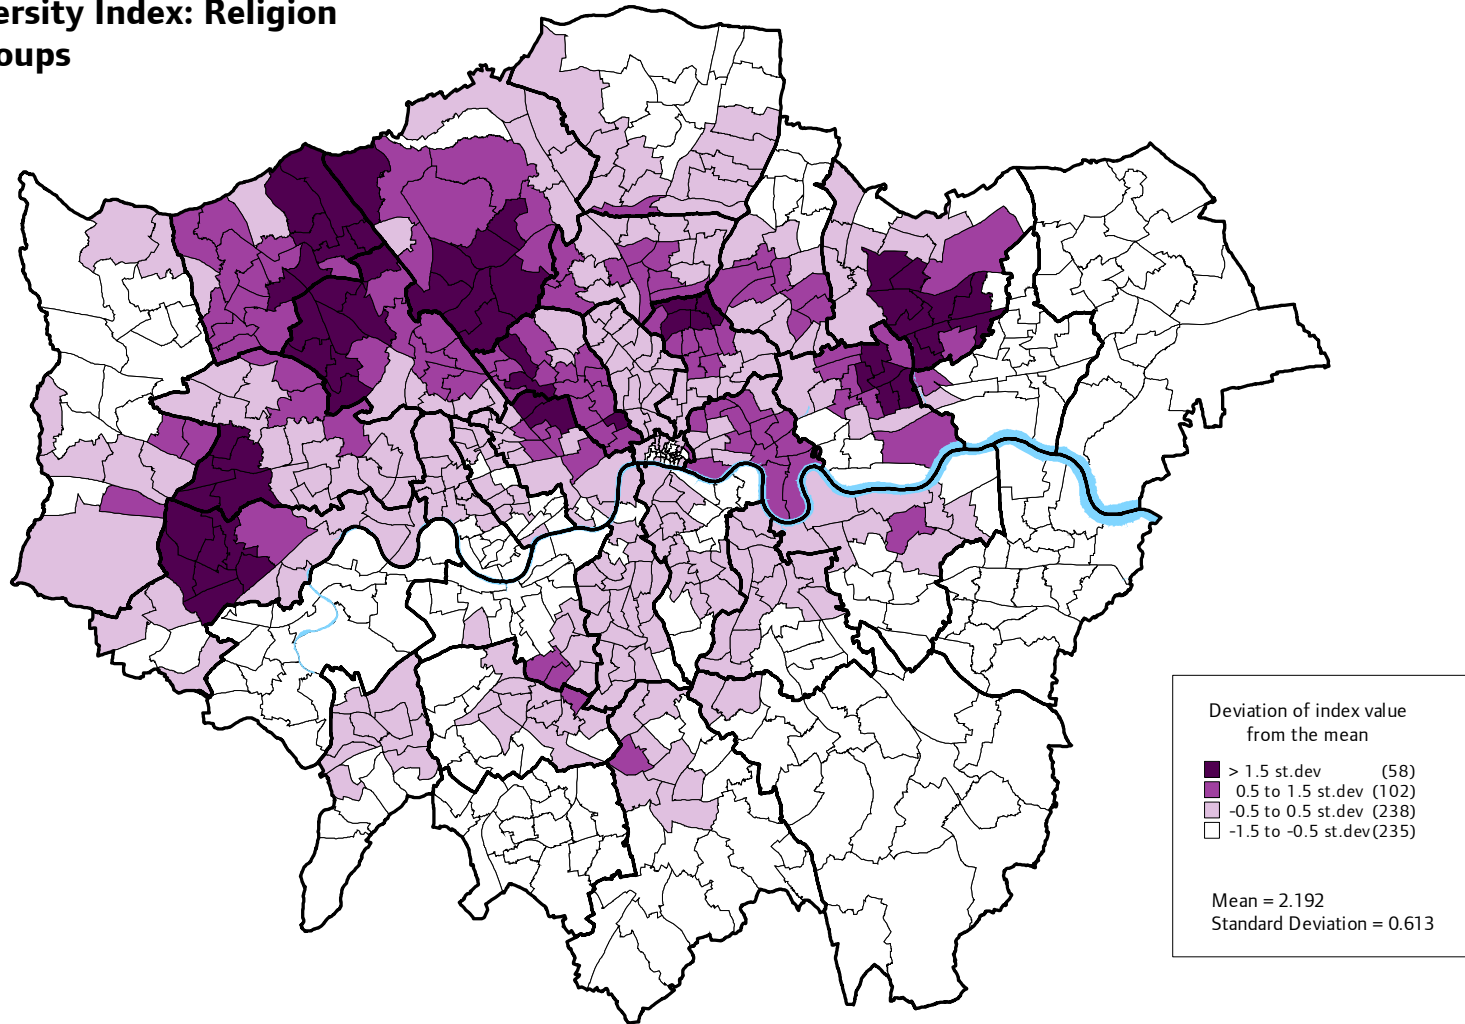 ersity Index: Religion
oups
Deviation of index value
from the mean
> 1.5 st.dev (58)
0.5 to 1.5 st.dev (102)
-0.5 to 0.5 st.dev (238)
-1.5 to -0.5 st.dev (235)
Mean = 2.192
Standard Deviation = 0.613